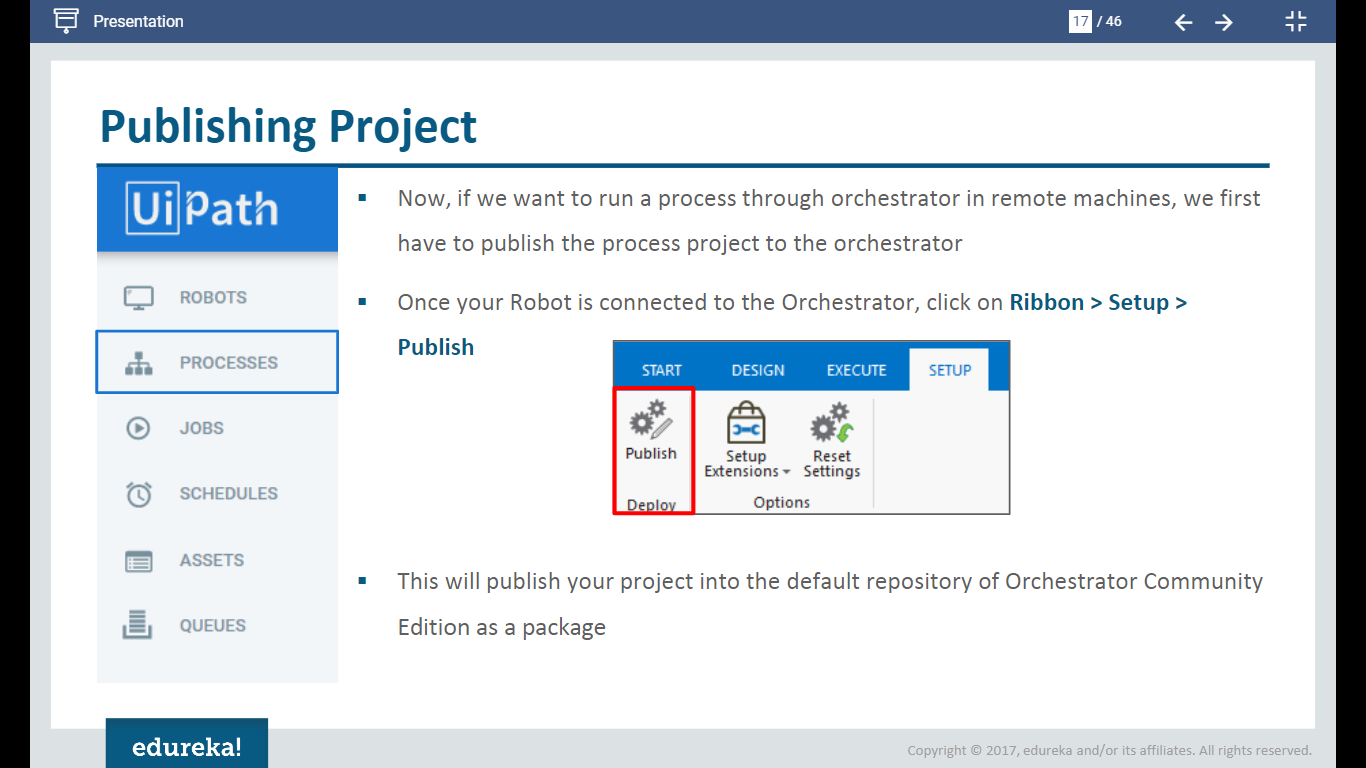 Presentation
17 / 46
Publishing Project
UiPath
ROBOTS
PROCESSES
JOBS
SCHEDULES
ASSETS
QUEUES
Now, if we want to run a process through orchestrator in remote machines, we first
have to publish the process project to the orchestrator
Once your Robot is connected to the Orchestrator, click on Ribbon > Setup >
Publish
START DESIGN EXECUTE SETUP
Publish
Deploy
Setup
Extensions
Reset
Settings
Options
This will publish your project into the default repository of Orchestrator Community
Edition as a package
edureka!
Copyright © 2017, edureka and/or its affiliates. All rights reserved.